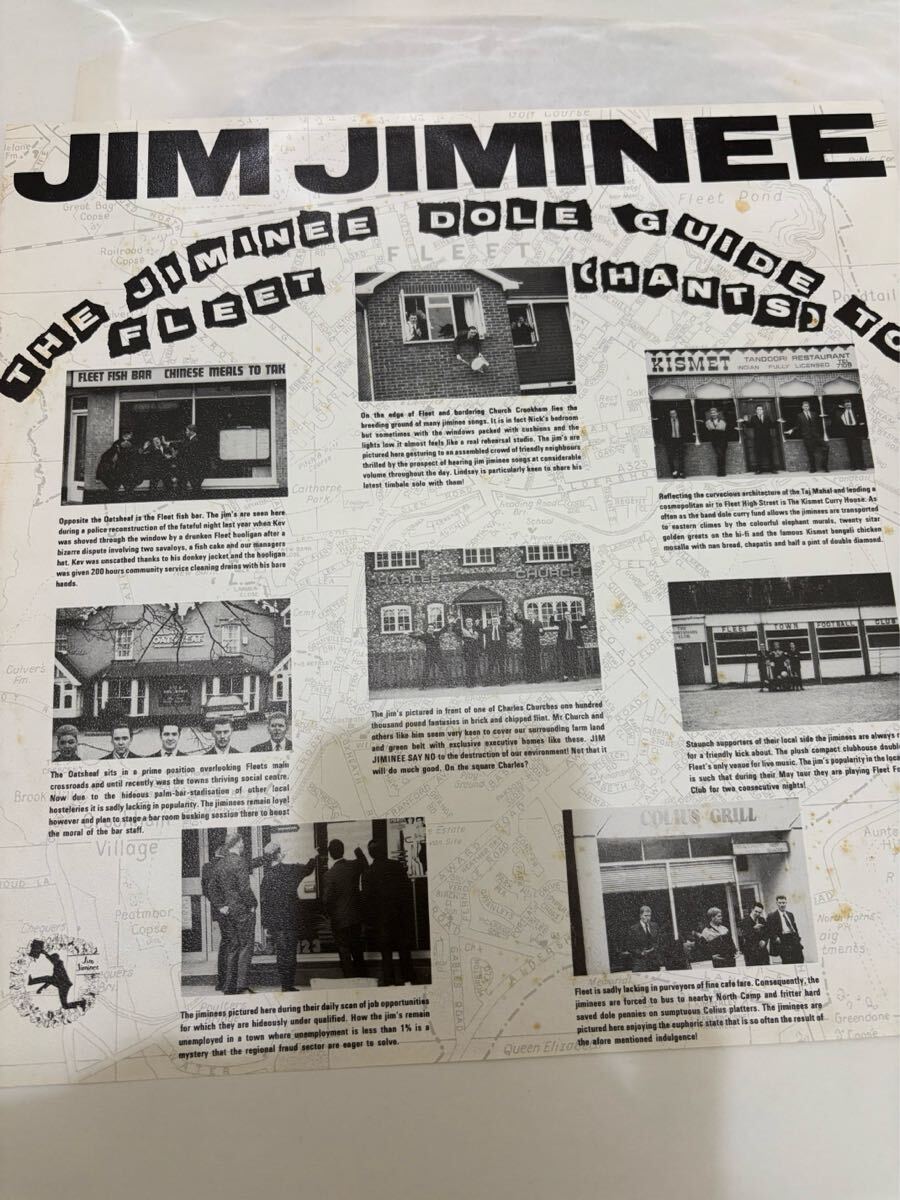 JIM JIMINEE
THE JIMINEE DOLE GUIDE TO
FLEET (HANTS)
FLEET
Fleet Pond
Great Bag
Copse
Railroad
Copse
FLEET FISH BAR CHINESE MEALS TO TAK
Opposite the Oatsheaf is the Fleet fish bar. The jim's are seen here
during a police reconstruction of the fateful night last year when Kev
was shoved through the window by a drunken Fleet hooligan after a
bizarre dispute involving two savaloys, a fish cake and our managers
hat. Kev was unscathed thanks to his donkey jacket and the hooligan
was given 200 hours community service cleaning drains with his bare
hands.
On the edge of Fleet and bordering Church Crookham lies the
breeding ground of many jiminee songs. It is in fact Nick's bedroom
but sometimes with the windows packed with cushions and the
lights low it almost feels like a real rehearsal studio. The jim's are
pictured here gesturing to an assembled crowd of friendly neighbours
thrilled by the prospect of hearing jim jiminee songs at considerable
volume throughout the day. Lindsay is particularly keen to share his
latest timbale solo with them!
KISMET TANDOORI RESTAURANT
INDIAN FULLY LICENSED
TEL
Reflecting the curvacious architecture of the Taj Mahal and lending a
cosmopolitan air to Fleet High Street is The Kismet Curry House. As
often as the band dole curry fund allows the jiminees are transported
to eastern climes by the colourful elephant murals, twenty sitar
golden greats on the hi-fi and the famous Kismet bengali chicken
mosalla with nan bread, chapatis and half a pint of double diamond.
OATSHEAF
The Oatsheaf sits in a prime position overlooking Fleets main
crossroads and until recently was the towns thriving social centre.
Now due to the hideous palm-bar-stadisation of other local
hosteleries it is sadly lacking in popularity. The jiminees remain loyal
however and plan to stage a bar room busking session there to boost
the moral of the bar staff.
CHARLES CHURCH
The jim's pictured in front of one of Charles Churches one hundred
thousand pound fantasies in brick and chipped flint. Mr Church and
others like him seem very keen to cover our surrounding farm land
and green belt with exclusive executive homes like these. JIM
JIMINEE SAY NO to the destruction of our environment! Not that it
will do much good. On the square Charles?
FLEET TOWN FOOTBALL CLUB
Staunch supporters of their local side the jiminees are always r
for a friendly kick about. The plush compact clubhouse doubl
Fleet's only venue for live music. The jim's popularity in the loca
is such that during their May tour they are playing Fleet Fo
Club for two consecutive nights!
Village
Peatmoor
Copse
Jim
Jiminee
The jiminees pictured here during their daily scan of job opportunities
for which they are hideously under qualified. How the jim's remain
unemployed in a town where unemployment is less than 1% is a
mystery that the regional fraud sector are eager to solve.
COLIUS GRILL
Fleet is sadly lacking in purveyors of fine cafe fare. Consequently, the
jiminees are forced to bus to nearby North Camp and fritter hard
saved dole pennies on sumptuous Colius platters. The jiminees are
pictured here enjoying the euphoric state that is so often the result of
the afore mentioned indulgence!
Queen Eliza